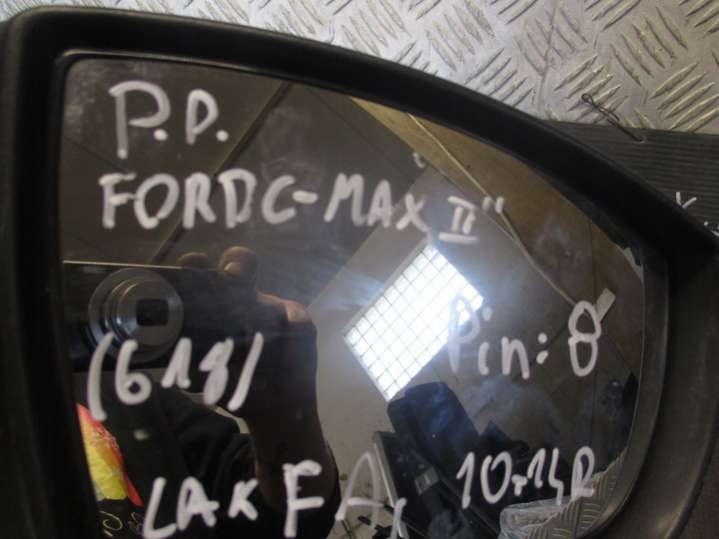 P.P.
FORD C-MAX "II"
(618) Pin: 8
LAK FA, 10-14R